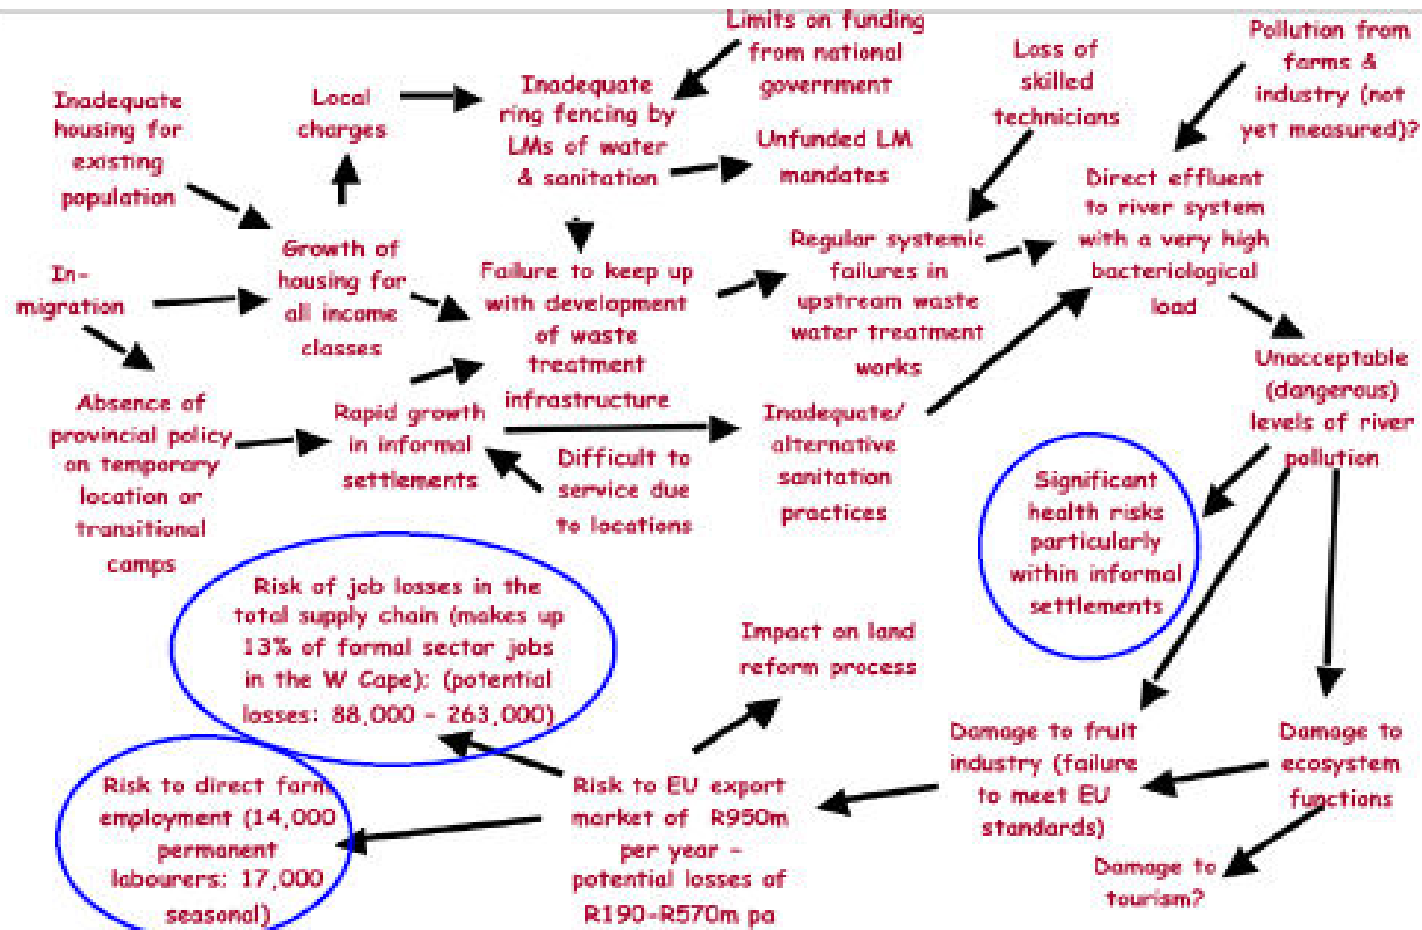 Limits on funding
from national
government
Loss of
skilled
technicians
Pollution from
farms &
industry (not
yet measured)?
Inadequate
housing for
existing
population
Local
charges
Inadequate
ring fencing by
LMs of water
& sanitation
Unfunded LM
mandates
Direct effluent
to river system
with a very high
bacteriological
load
In-
migration
Growth of
housing for
all income
classes
Failure to keep up
with development
of waste
treatment
infrastructure
Regular systemic
failures in
upstream waste
water treatment
works
Unacceptable
(dangerous)
levels of river
pollution
Absence of
provincial policy
on temporary
location or
transitional
camps
Rapid growth
in informal
settlements
Difficult to
service due
to locations
Inadequate/
alternative
sanitation
practices
Significant
health risks
particularly
within informal
settlements
Risk of job losses in the
total supply chain (makes up
13% of formal sector jobs
in the W Cape): (potential
losses: 88,000 - 263,000)
Impact on land
reform process
Risk to direct farm
employment (14,000
permanent
labourers: 17,000
seasonal)
Risk to EU export
market of R950m
per year -
potential losses of
R190-R570m pa
Damage to fruit
industry (failure
to meet EU
standards)
Damage to
ecosystem
functions
Damage to
tourism?